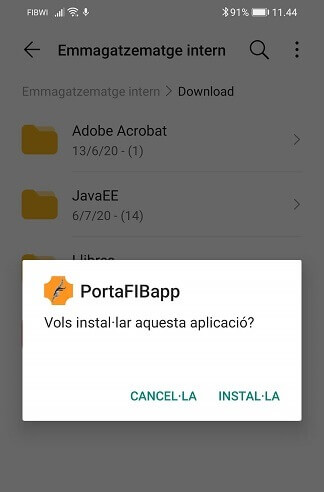 FIBWI 91% 11.44
Emmagatzematge intern
Emmagatzematge intern > Download
Adobe Acrobat
13/6/20 - (1)
JavaEE
6/7/20 - (14)
Llibres
PortaFIBapp
Vols instal·lar aquesta aplicació?
CANCEL·LA INSTAL·LA